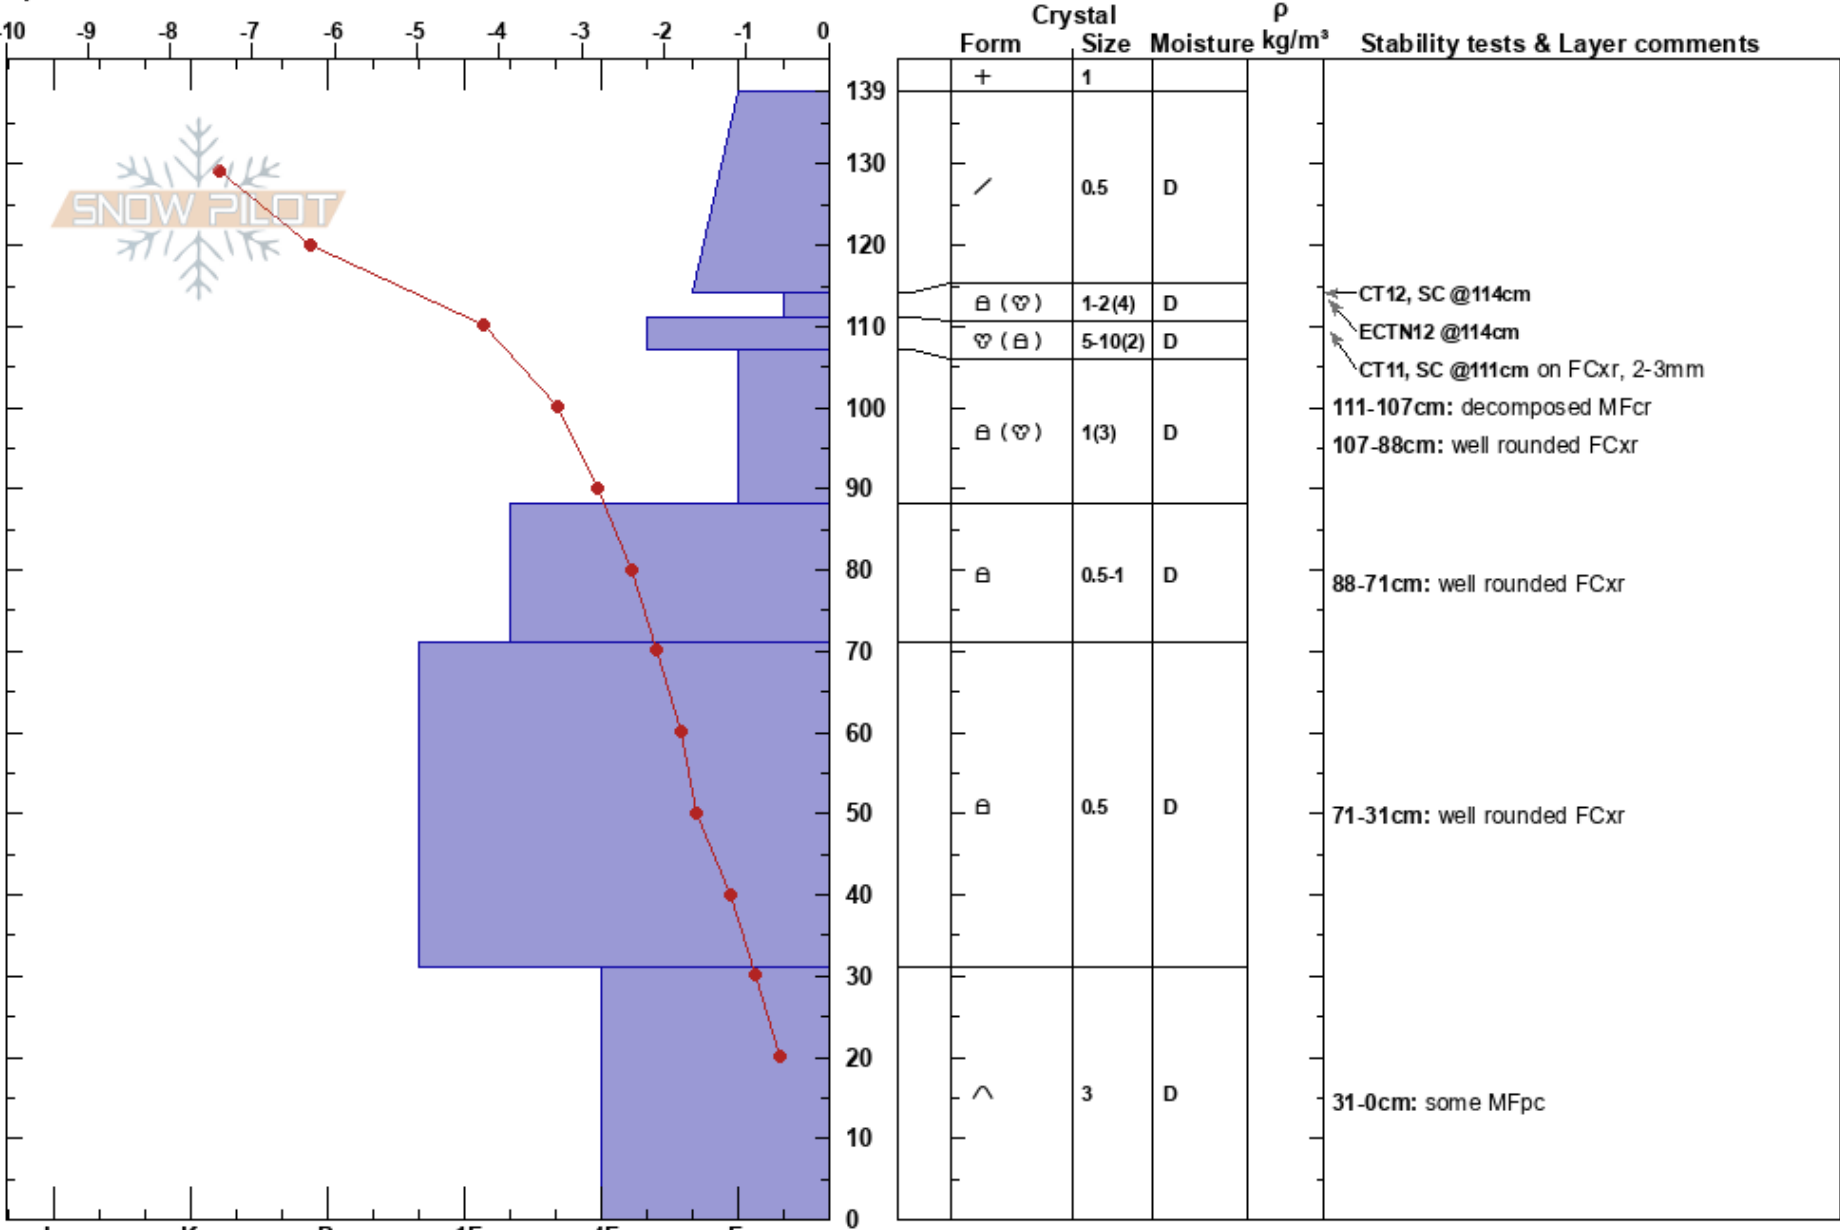 -10 -9 -8 -7 -6 -5 -4 -3 -2 -1 0
Crystal ρ
Form Size Moisture kg/m³ Stability tests & Layer comments
+ 1
139
130
SNOW PILOT
/ 0.5 D
120
CT12, SC @114cm
1-2(4) D
110
ECTN12 @114cm
5-10(2) D
CT11, SC @111cm on FCxr, 2-3mm
100
111-107cm: decomposed MFcr
1(3) D
107-88cm: well rounded FCxr
90
80
0.5-1 D
88-71cm: well rounded FCxr
70
60
0.5 D
50
71-31cm: well rounded FCxr
40
30
20
3 D
31-0cm: some MFpc
10
0